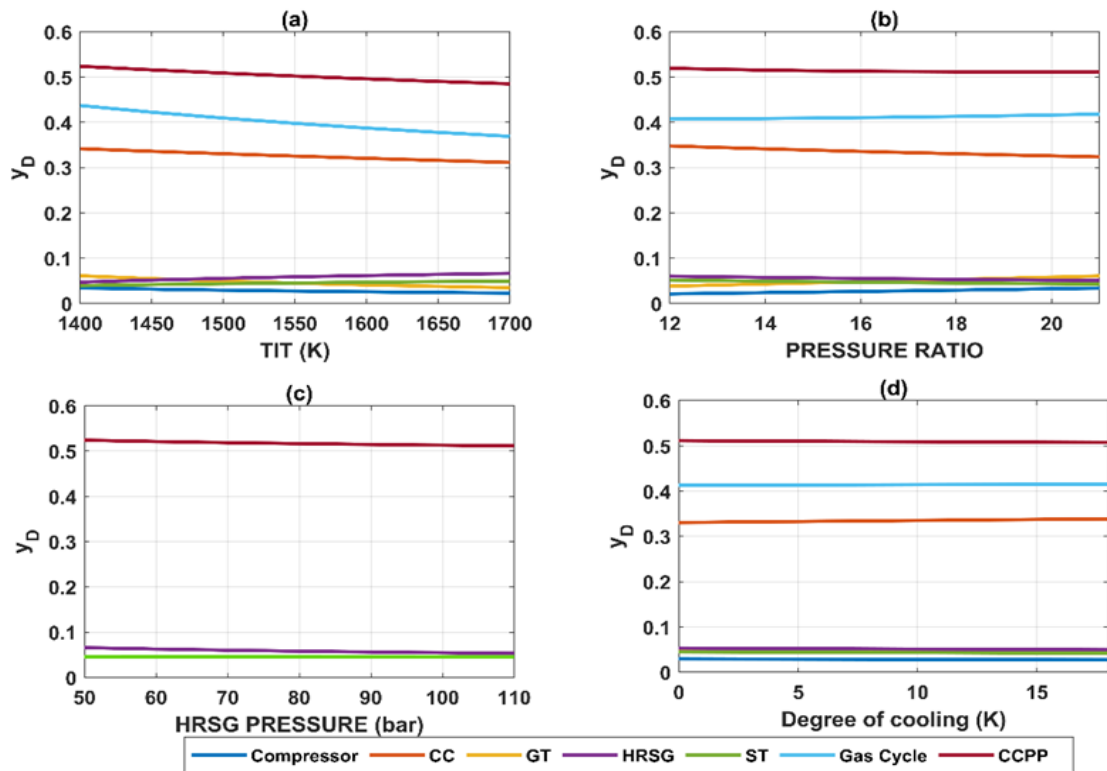 (a)
0.6
0.5
0.4
0.3
0.2
0.1
0
y_D
1400 1450 1500 1550 1600 1650 1700
TIT (K)
(b)
0.6
0.5
0.4
0.3
0.2
0.1
0
y_D
12 14 16 18 20
PRESSURE RATIO
(c)
0.6
0.5
0.4
0.3
0.2
0.1
0
y_D
50 60 70 80 90 100 110
HRSG PRESSURE (bar)
(d)
0.6
0.5
0.4
0.3
0.2
0.1
0
y_D
0 5 10 15
Degree of cooling (K)
Compressor CC GT HRSG ST Gas Cycle CCPP